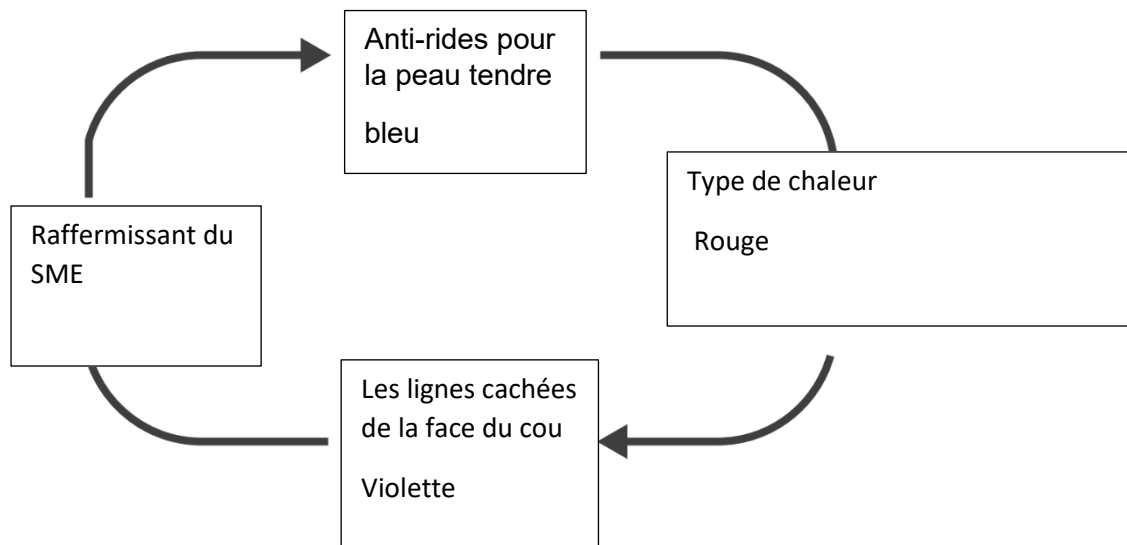 Anti-rides pour
la peau tendre
bleu
Type de chaleur
Rouge
Raffermissant du
SME
Les lignes cachées
de la face du cou
Violette